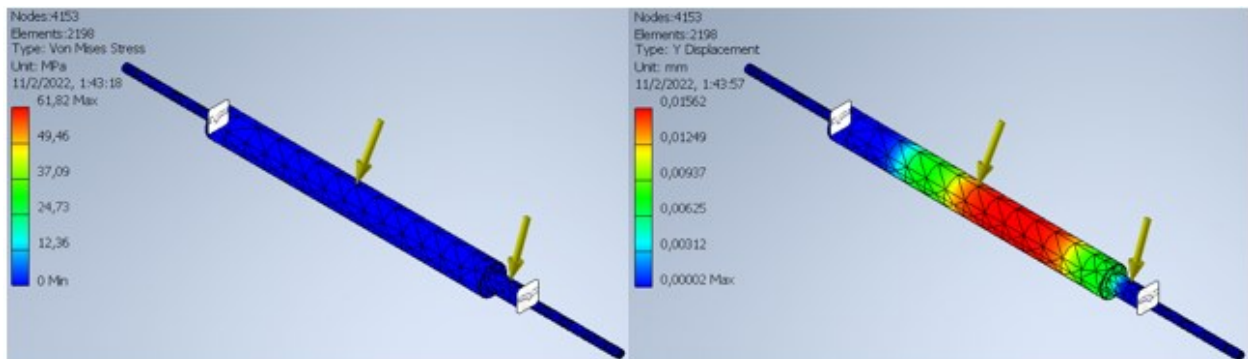 Nodes:4153
Elements:2198
Type: Von Mises Stress
Unit: MPa
11/2/2022, 1:43:18
61,82 Max
49,46
37,09
24,73
12,36
0 Min
Nodes:4153
Elements:2198
Type: Y Displacement
Unit: mm
11/2/2022, 1:43:57
0,01562
0,01249
0,00937
0,00625
0,00312
0,00002 Max